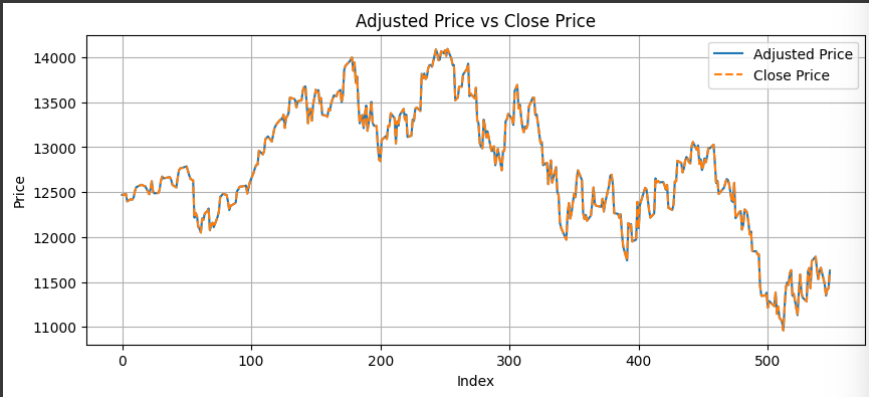 Adjusted Price vs Close Price
Adjusted Price
Close Price
14000
13500
13000
12500
12000
11500
11000
Price
0 100 200 300 400 500
Index